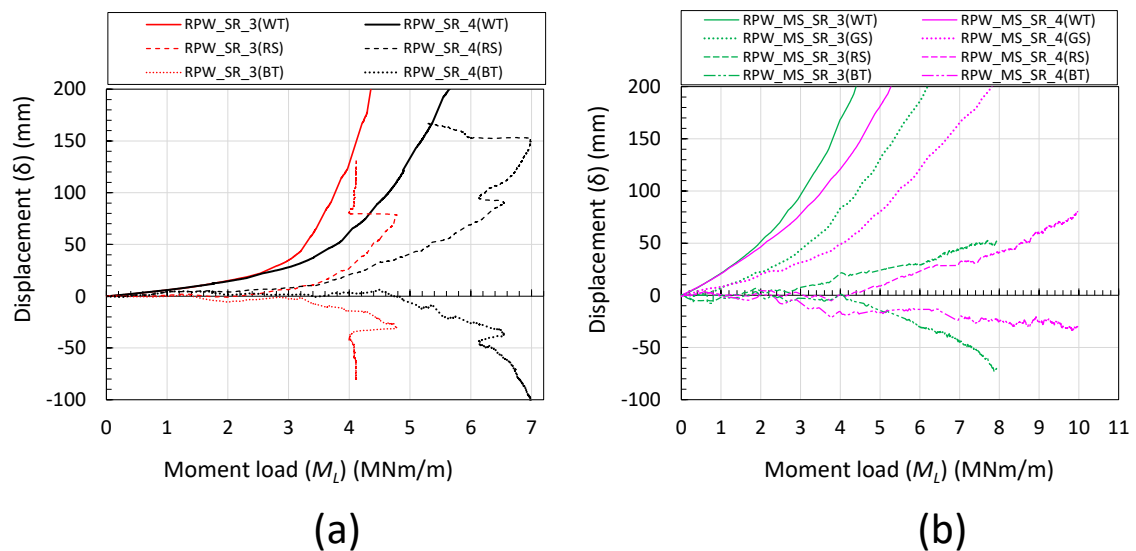 RPW_SR_3(WT) RPW_SR_4(WT)
RPW_SR_3(RS) RPW_SR_4(RS)
RPW_SR_3(BT) RPW_SR_4(BT)
200
150
100
50
0
-50
-100
Displacement (δ) (mm)
0 1 2 3 4 5 6 7
Moment load (M_L) (MNm/m)
(a)
RPW_MS_SR_3(WT) RPW_MS_SR_4(WT)
RPW_MS_SR_3(GS) RPW_MS_SR_4(GS)
RPW_MS_SR_3(RS) RPW_MS_SR_4(RS)
RPW_MS_SR_3(BT) RPW_MS_SR_4(BT)
200
150
100
50
0
-50
-100
Displacement (δ) (mm)
0 1 2 3 4 5 6 7 8 9 10 11
Moment load (M_L) (MNm/m)
(b)